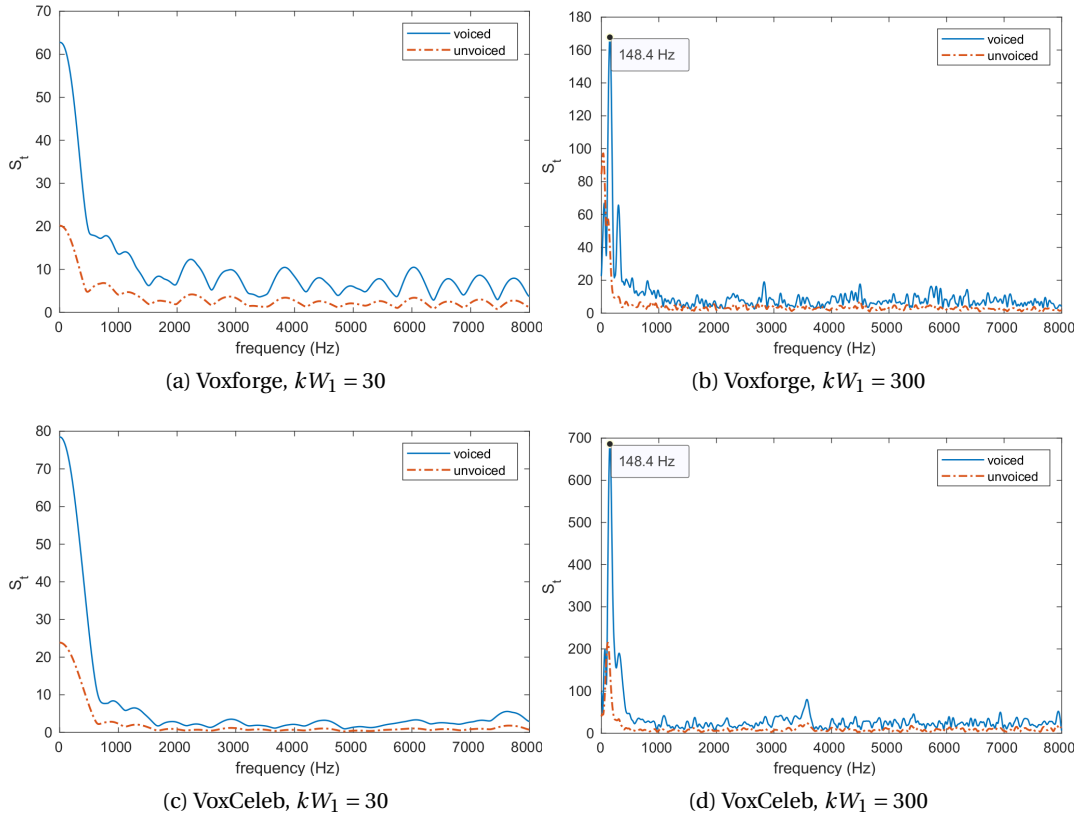 70
60
50
40
30
20
10
0
S_t
voiced
unvoiced
0 1000 2000 3000 4000 5000 6000 7000 8000
frequency (Hz)
(a) Voxforge, kW₁ = 30
180
160
140
120
100
80
60
40
20
0
S_t
148.4 Hz
voiced
unvoiced
0 1000 2000 3000 4000 5000 6000 7000 8000
frequency (Hz)
(b) Voxforge, kW₁ = 300
80
70
60
50
40
30
20
10
0
S_t
voiced
unvoiced
0 1000 2000 3000 4000 5000 6000 7000 8000
frequency (Hz)
(c) VoxCeleb, kW₁ = 30
700
600
500
400
300
200
100
0
S_t
148.4 Hz
voiced
unvoiced
0 1000 2000 3000 4000 5000 6000 7000 8000
frequency (Hz)
(d) VoxCeleb, kW₁ = 300